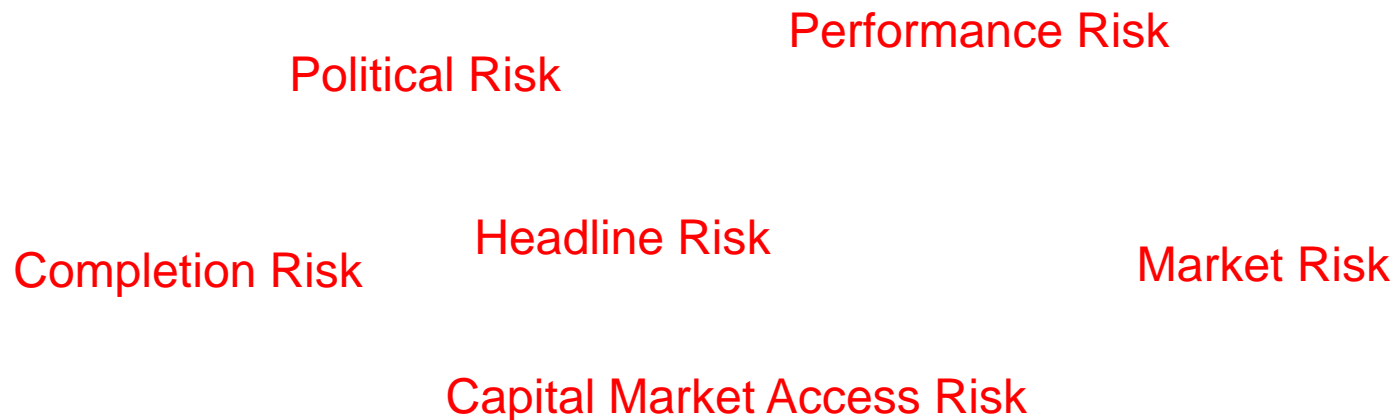 Performance Risk
Political Risk
Headline Risk
Completion Risk
Market Risk
Capital Market Access Risk